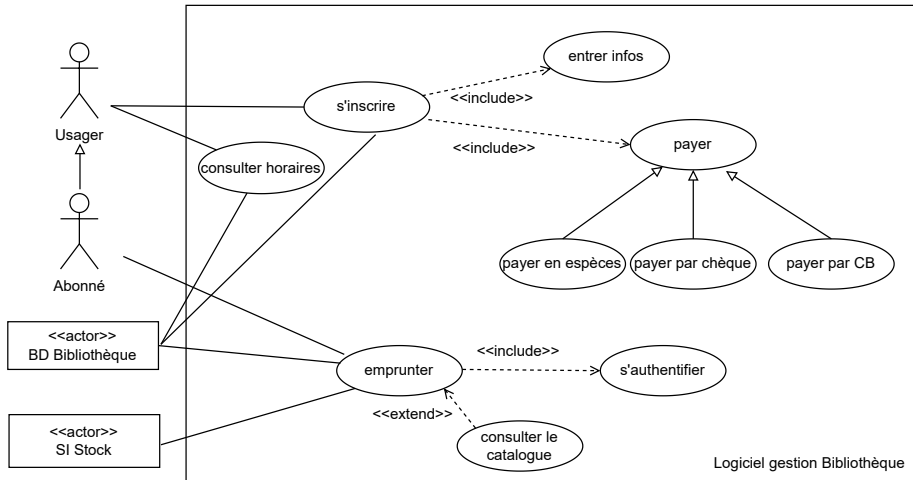 entrer infos
s'inscrire
<<include>>
Usager
<<include>>
payer
consulter horaires
payer en espèces
payer par chèque
payer par CB
Abonné
<<actor>>
BD Bibliothèque
<<include>>
emprunter
s'authentifier
<<extend>>
<<actor>>
SI Stock
consulter le
catalogue
Logiciel gestion Bibliothèque